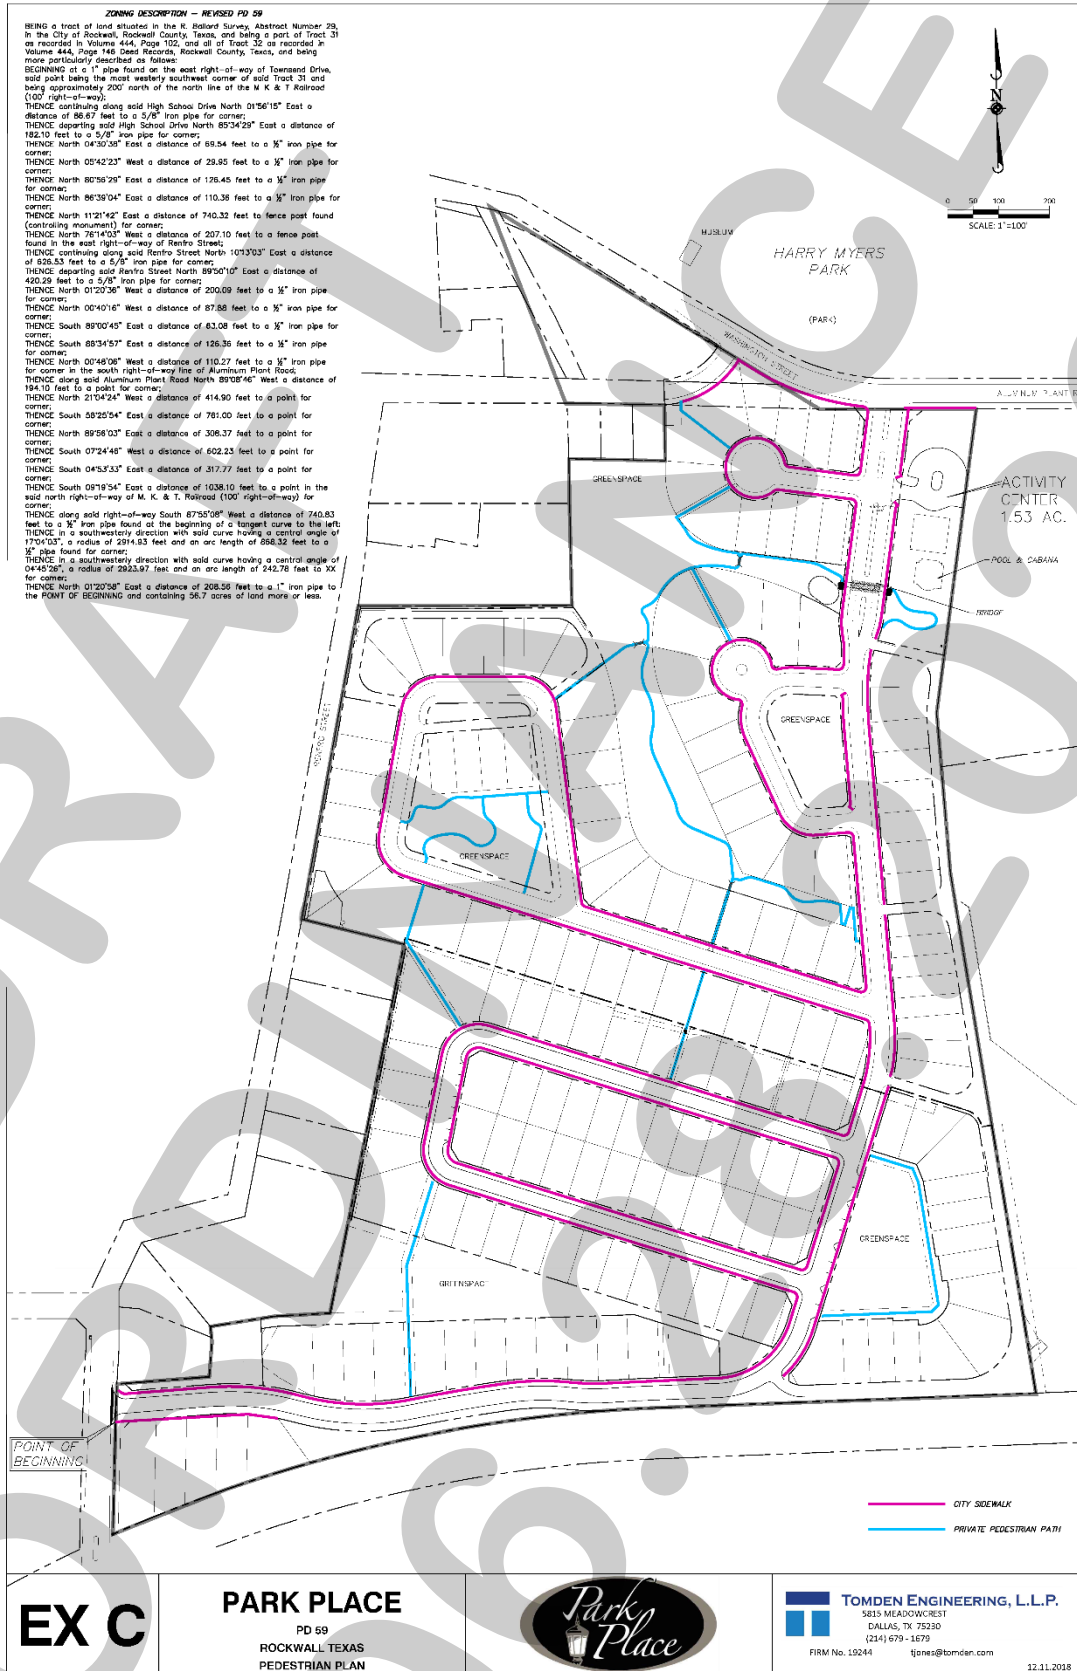 ZONING DESCRIPTION – REVISED PD 59
BEING a tract of land situated in the R. Ballard Survey, Abstract Number 29,
in the City of Rockwall, Rockwall County, Texas, and being a part of Tract 31
as recorded in Volume 444, Page 102, and all of Tract 32 as recorded in
Volume 444, Page 146 Deed Records, Rockwall County, Texas, and being
more particularly described as follows:
BEGINNING at a 1" pipe found on the east right-of-way of Townsend Drive,
said point being the most westerly southwest corner of said Tract 31 and
being approximately 200' north of the north line of the M K & T Railroad
(100' right-of-way);
THENCE continuing along said High School Drive North 01°56'15" East a
distance of 86.67 feet to a 5/8" iron pipe for corner;
THENCE departing said High School Drive North 85°34'29" East a distance of
182.10 feet to a 5/8" iron pipe for corner;
THENCE North 04°30'38" East a distance of 69.54 feet to a ½" iron pipe for
corner;
THENCE North 05°42'23" West a distance of 29.95 feet to a ½" iron pipe for
corner;
THENCE North 80°56'29" East a distance of 126.45 feet to a ½" iron pipe
for corner;
THENCE North 86°39'04" East a distance of 110.36 feet to a ½" iron pipe for
corner;
THENCE North 11°21'42" East a distance of 740.32 feet to fence post found
(controlling monument) for corner;
THENCE North 76°14'03" West a distance of 207.10 feet to a fence post
found in the east right-of-way of Renfro Street;
THENCE continuing along said Renfro Street North 10°13'03" East a distance
of 626.53 feet to a 5/8" iron pipe for corner;
THENCE departing said Renfro Street North 89°50'10" East a distance of
420.29 feet to a 5/8" iron pipe for corner;
THENCE North 01°20'36" West a distance of 200.09 feet to a ½" iron pipe
for corner;
THENCE North 00°40'16" West a distance of 87.88 feet to a ½" iron pipe for
corner;
THENCE South 89°00'45" East a distance of 63.08 feet to a ½" iron pipe for
corner;
THENCE South 88°34'57" East a distance of 126.36 feet to a ½" iron pipe
for corner;
THENCE North 00°48'06" West a distance of 110.27 feet to a ½" iron pipe
for corner in the south right-of-way line of Aluminum Plant Road;
THENCE along said Aluminum Plant Road North 89°08'46" West a distance of
194.10 feet to a point for corner;
THENCE North 21°04'24" West a distance of 414.90 feet to a point for
corner;
THENCE South 58°25'54" East a distance of 781.00 feet to a point for
corner;
THENCE North 89°56'03" East a distance of 306.37 feet to a point for
corner;
THENCE South 07°24'48" West a distance of 602.23 feet to a point for
corner;
THENCE South 04°53'33" East a distance of 317.77 feet to a point for
corner;
THENCE South 09°19'54" East a distance of 1038.10 feet to a point in the
said north right-of-way of M. K. & T. Railroad (100' right-of-way) for
corner;
THENCE along said right-of-way South 87°55'08" West a distance of 740.83
feet to a ½" iron pipe found at the beginning of a tangent curve to the left;
THENCE in a southwesterly direction with said curve having a central angle of
17°04'03", a radius of 2914.93 feet and an arc length of 868.32 feet to a
½" pipe found for corner;
THENCE in a southwesterly direction with said curve having a central angle of
04°45'26", a radius of 2923.97 feet and an arc length of 242.78 feet to XX
for corner;
THENCE North 01°20'58" East a distance of 208.56 feet to a 1" iron pipe to
the POINT OF BEGINNING and containing 56.7 acres of land more or less.
N
0 50 100 200
SCALE: 1"=100'
MUSEUM
HARRY MYERS
PARK
(PARK)
WASHINGTON STREET
ALUMINUM PLANT R
GREENSPACE
ACTIVITY
CENTER
1.53 AC.
POOL & CABANA
BRIDGE
RENFRO STREET
GREENSPACE
GREENSPACE
GREENSPACE
GREENSPAC
POINT OF
BEGINNING
CITY SIDEWALK
PRIVATE PEDESTRIAN PATH
DRAFT
ORDINANCE
06.28.203
EX C
PARK PLACE
PD 59
ROCKWALL TEXAS
PEDESTRIAN PLAN
Park
Place
TOMDEN ENGINEERING, L.L.P.
5815 MEADOWCREST
DALLAS, TX 75230
(214) 679 - 1679
FIRM No. 19244 tjones@tomden.com
12.11.2018